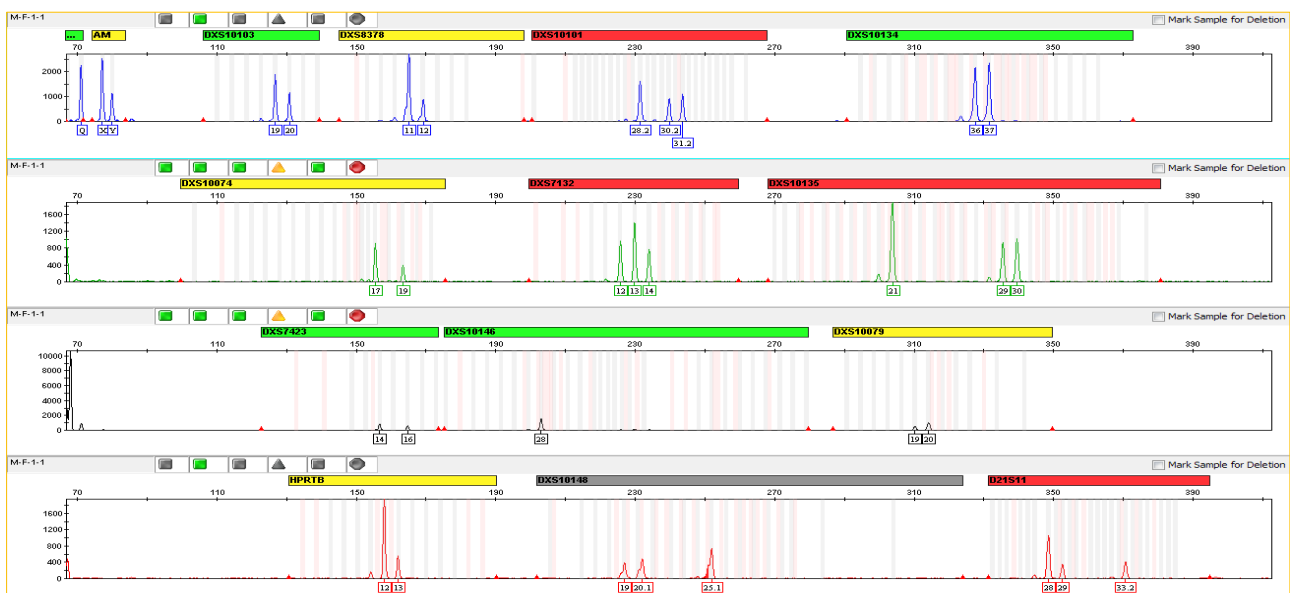 M-F-1-1 Mark Sample for Deletion
... AM DXS10103 DXS8378 DXS10101 DXS10134
70 110 150 190 230 270 310 350 390
2000
1000
0
Q X Y 19 20 11 12 28.2 30.2 36 37
31.2
M-F-1-1 Mark Sample for Deletion
DXS10074 DXS7132 DXS10135
70 110 150 190 230 270 310 350 390
1600
1200
800
400
0
17 19 12 13 14 21 29 30
M-F-1-1 Mark Sample for Deletion
DXS7423 DXS10146 DXS10079
70 110 150 190 230 270 310 350 390
10000
8000
6000
4000
2000
0
14 16 28 19 20
M-F-1-1 Mark Sample for Deletion
HPRTB DXS10148 D21S11
70 110 150 190 230 270 310 350 390
1600
1200
800
400
0
12 13 19 20.1 25.1 28 29 33.2